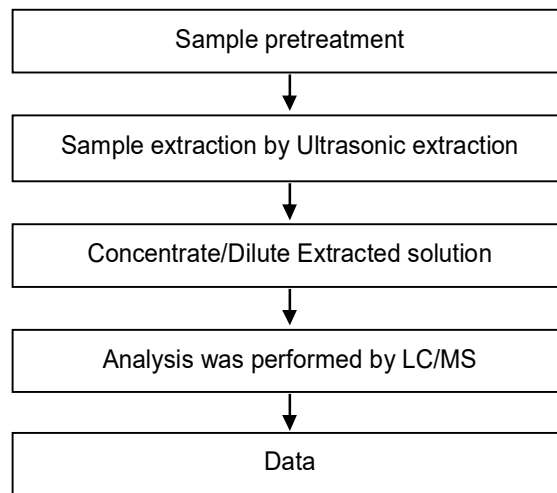 Sample pretreatment
Sample extraction by Ultrasonic extraction
Concentrate/Dilute Extracted solution
Analysis was performed by LC/MS
Data